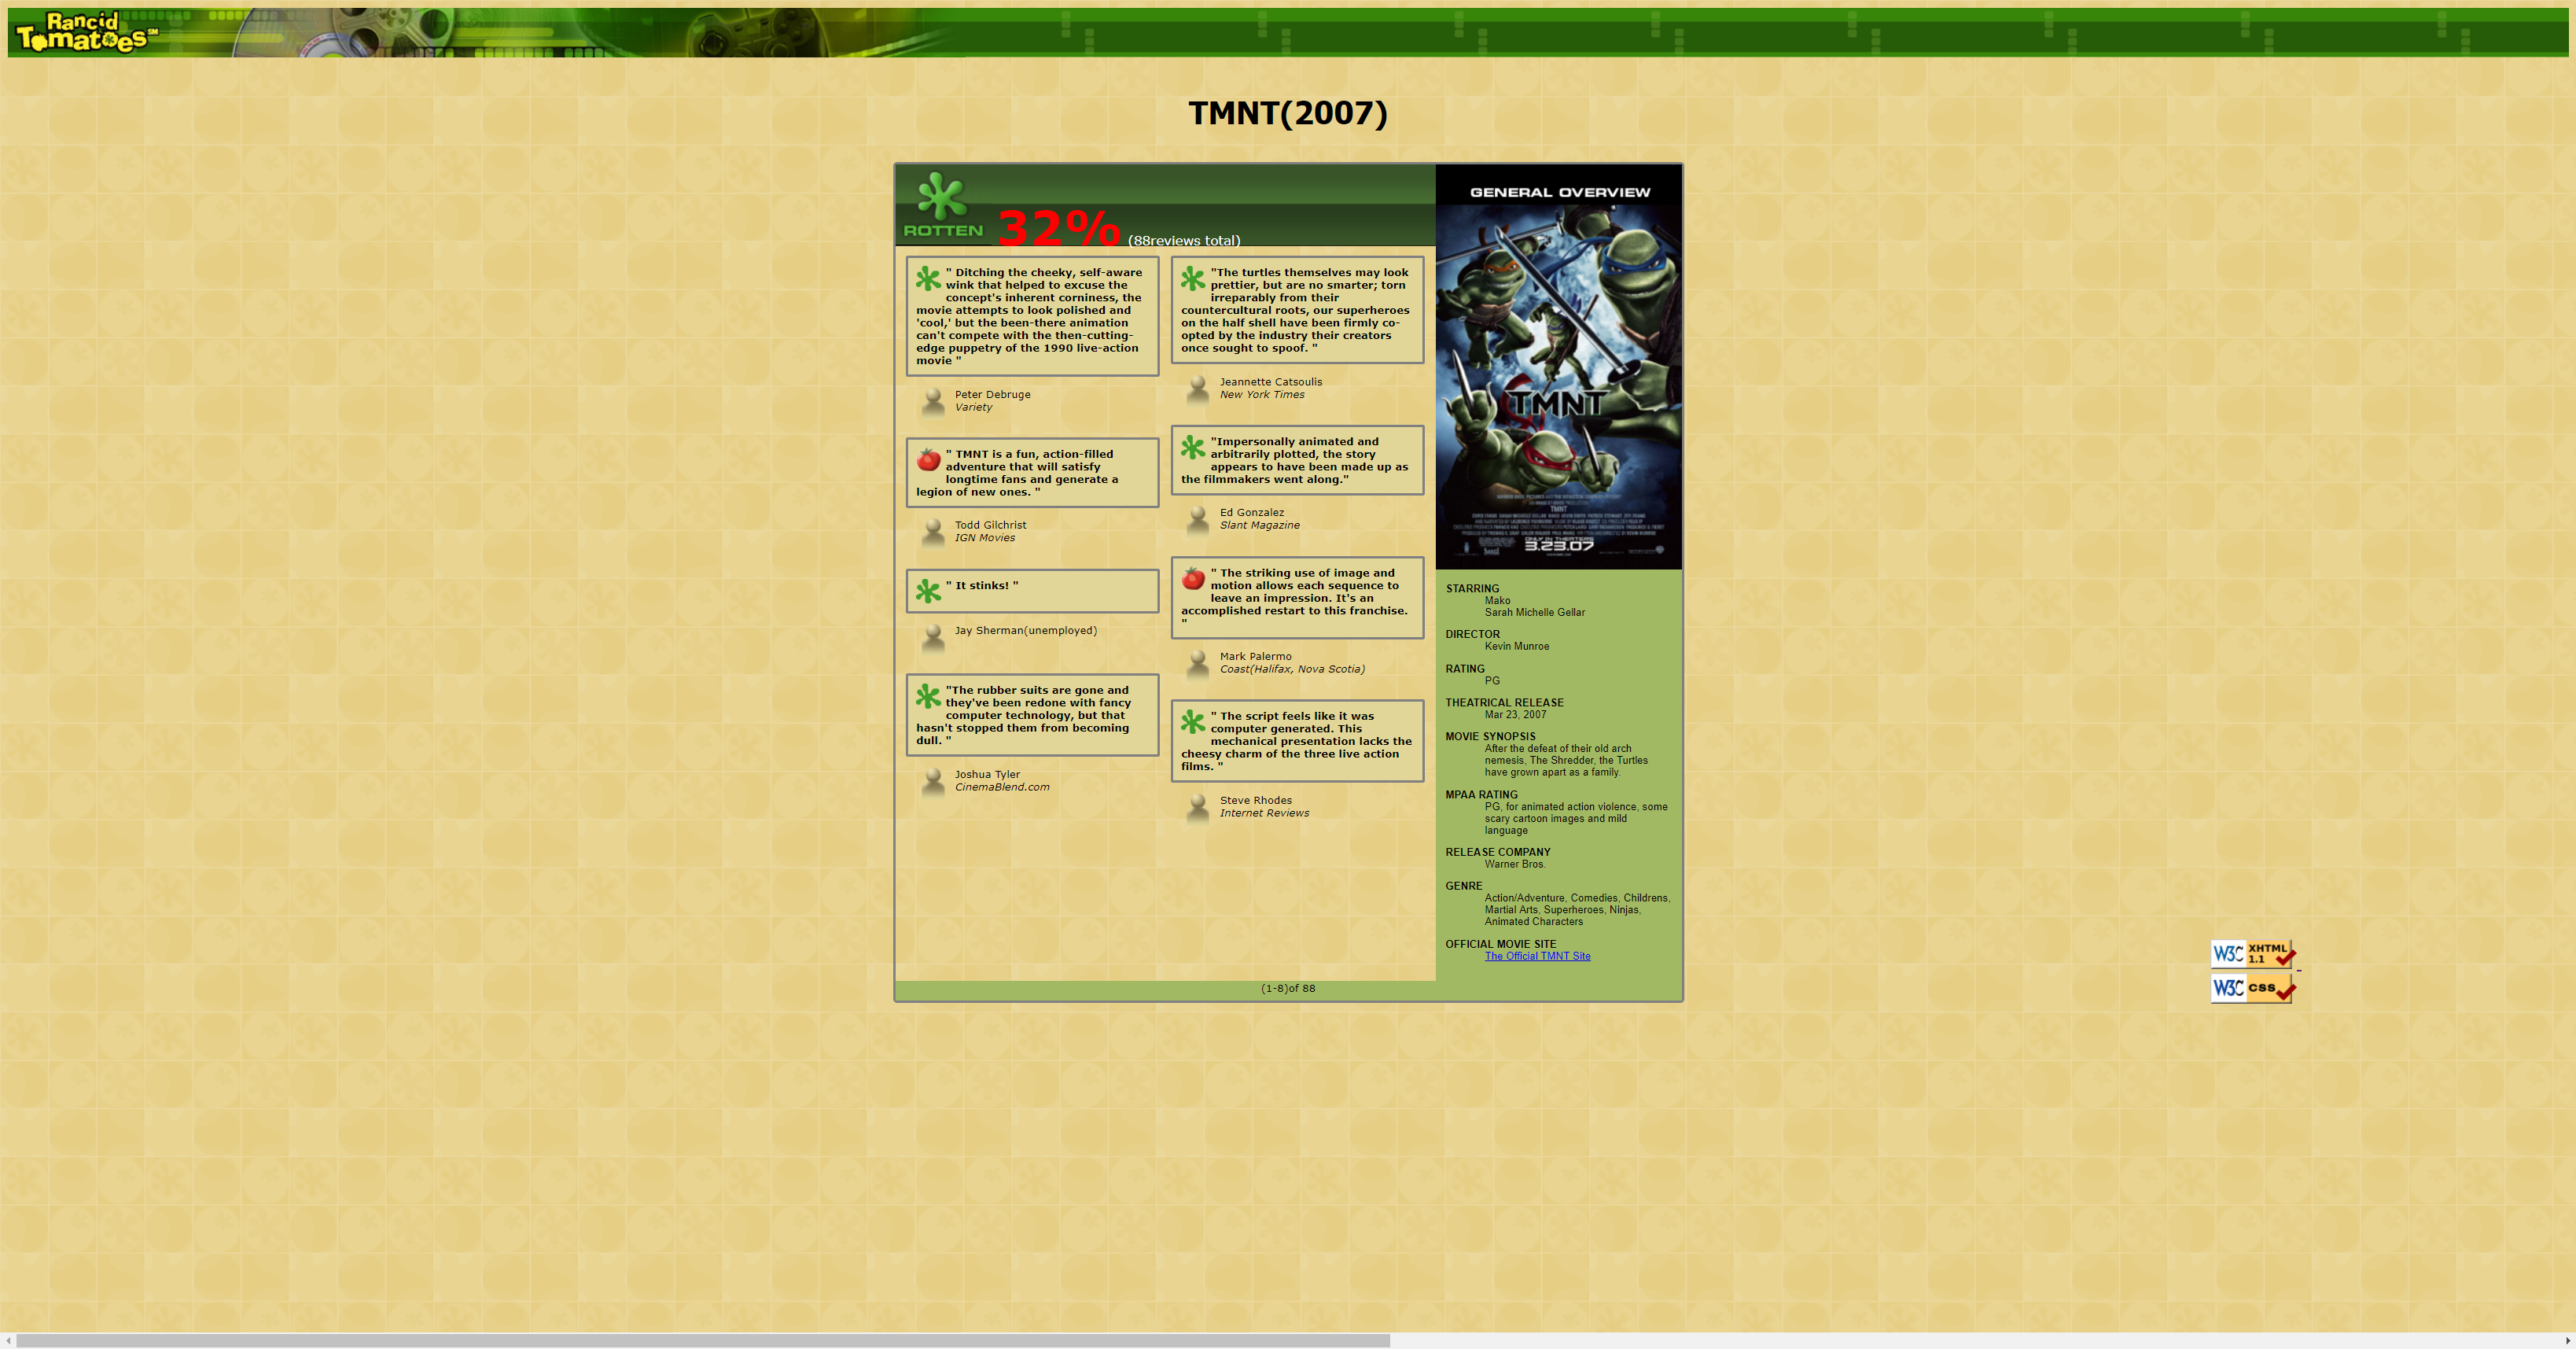 Rancid
Tomatoes SM
TMNT(2007)
ROTTEN
32% (88reviews total)
" Ditching the cheeky, self-aware
wink that helped to excuse the
concept's inherent corniness, the
movie attempts to look polished and
'cool,' but the been-there animation
can't compete with the then-cutting-
edge puppetry of the 1990 live-action
movie "
Peter Debruge
Variety
" TMNT is a fun, action-filled
adventure that will satisfy
longtime fans and generate a
legion of new ones. "
Todd Gilchrist
IGN Movies
" It stinks! "
Jay Sherman(unemployed)
"The rubber suits are gone and
they've been redone with fancy
computer technology, but that
hasn't stopped them from becoming
dull. "
Joshua Tyler
CinemaBlend.com
"The turtles themselves may look
prettier, but are no smarter; torn
irreparably from their
countercultural roots, our superheroes
on the half shell have been firmly co-
opted by the industry their creators
once sought to spoof. "
Jeannette Catsoulis
New York Times
"Impersonally animated and
arbitrarily plotted, the story
appears to have been made up as
the filmmakers went along."
Ed Gonzalez
Slant Magazine
" The striking use of image and
motion allows each sequence to
leave an impression. It's an
accomplished restart to this franchise.
"
Mark Palermo
Coast(Halifax, Nova Scotia)
" The script feels like it was
computer generated. This
mechanical presentation lacks the
cheesy charm of the three live action
films. "
Steve Rhodes
Internet Reviews
GENERAL OVERVIEW
TMNT
TMNT
ONLY IN THEATERS
3.23.07
STARRING
Mako
Sarah Michelle Gellar
DIRECTOR
Kevin Munroe
RATING
PG
THEATRICAL RELEASE
Mar 23, 2007
MOVIE SYNOPSIS
After the defeat of their old arch
nemesis, The Shredder, the Turtles
have grown apart as a family.
MPAA RATING
PG, for animated action violence, some
scary cartoon images and mild
language
RELEASE COMPANY
Warner Bros.
GENRE
Action/Adventure, Comedies, Childrens,
Martial Arts, Superheroes, Ninjas,
Animated Characters
OFFICIAL MOVIE SITE
The Official TMNT Site
(1-8)of 88
W3C XHTML
1.1
W3C css